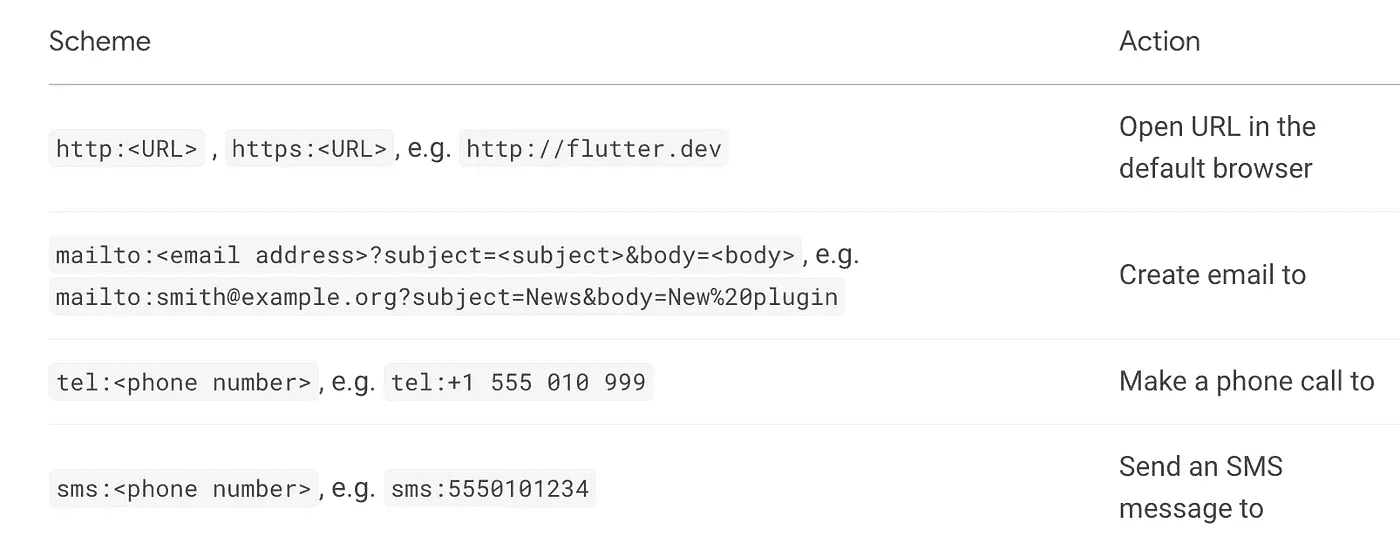 Scheme Action
http:<URL> , https:<URL>, e.g. http://flutter.dev Open URL in the
default browser
mailto:<email address>?subject=<subject>&body=<body>, e.g.
mailto:smith@example.org?subject=News&body=New%20plugin Create email to
tel:<phone number>, e.g. tel:+1 555 010 999 Make a phone call to
sms:<phone number>, e.g. sms:5550101234 Send an SMS
message to